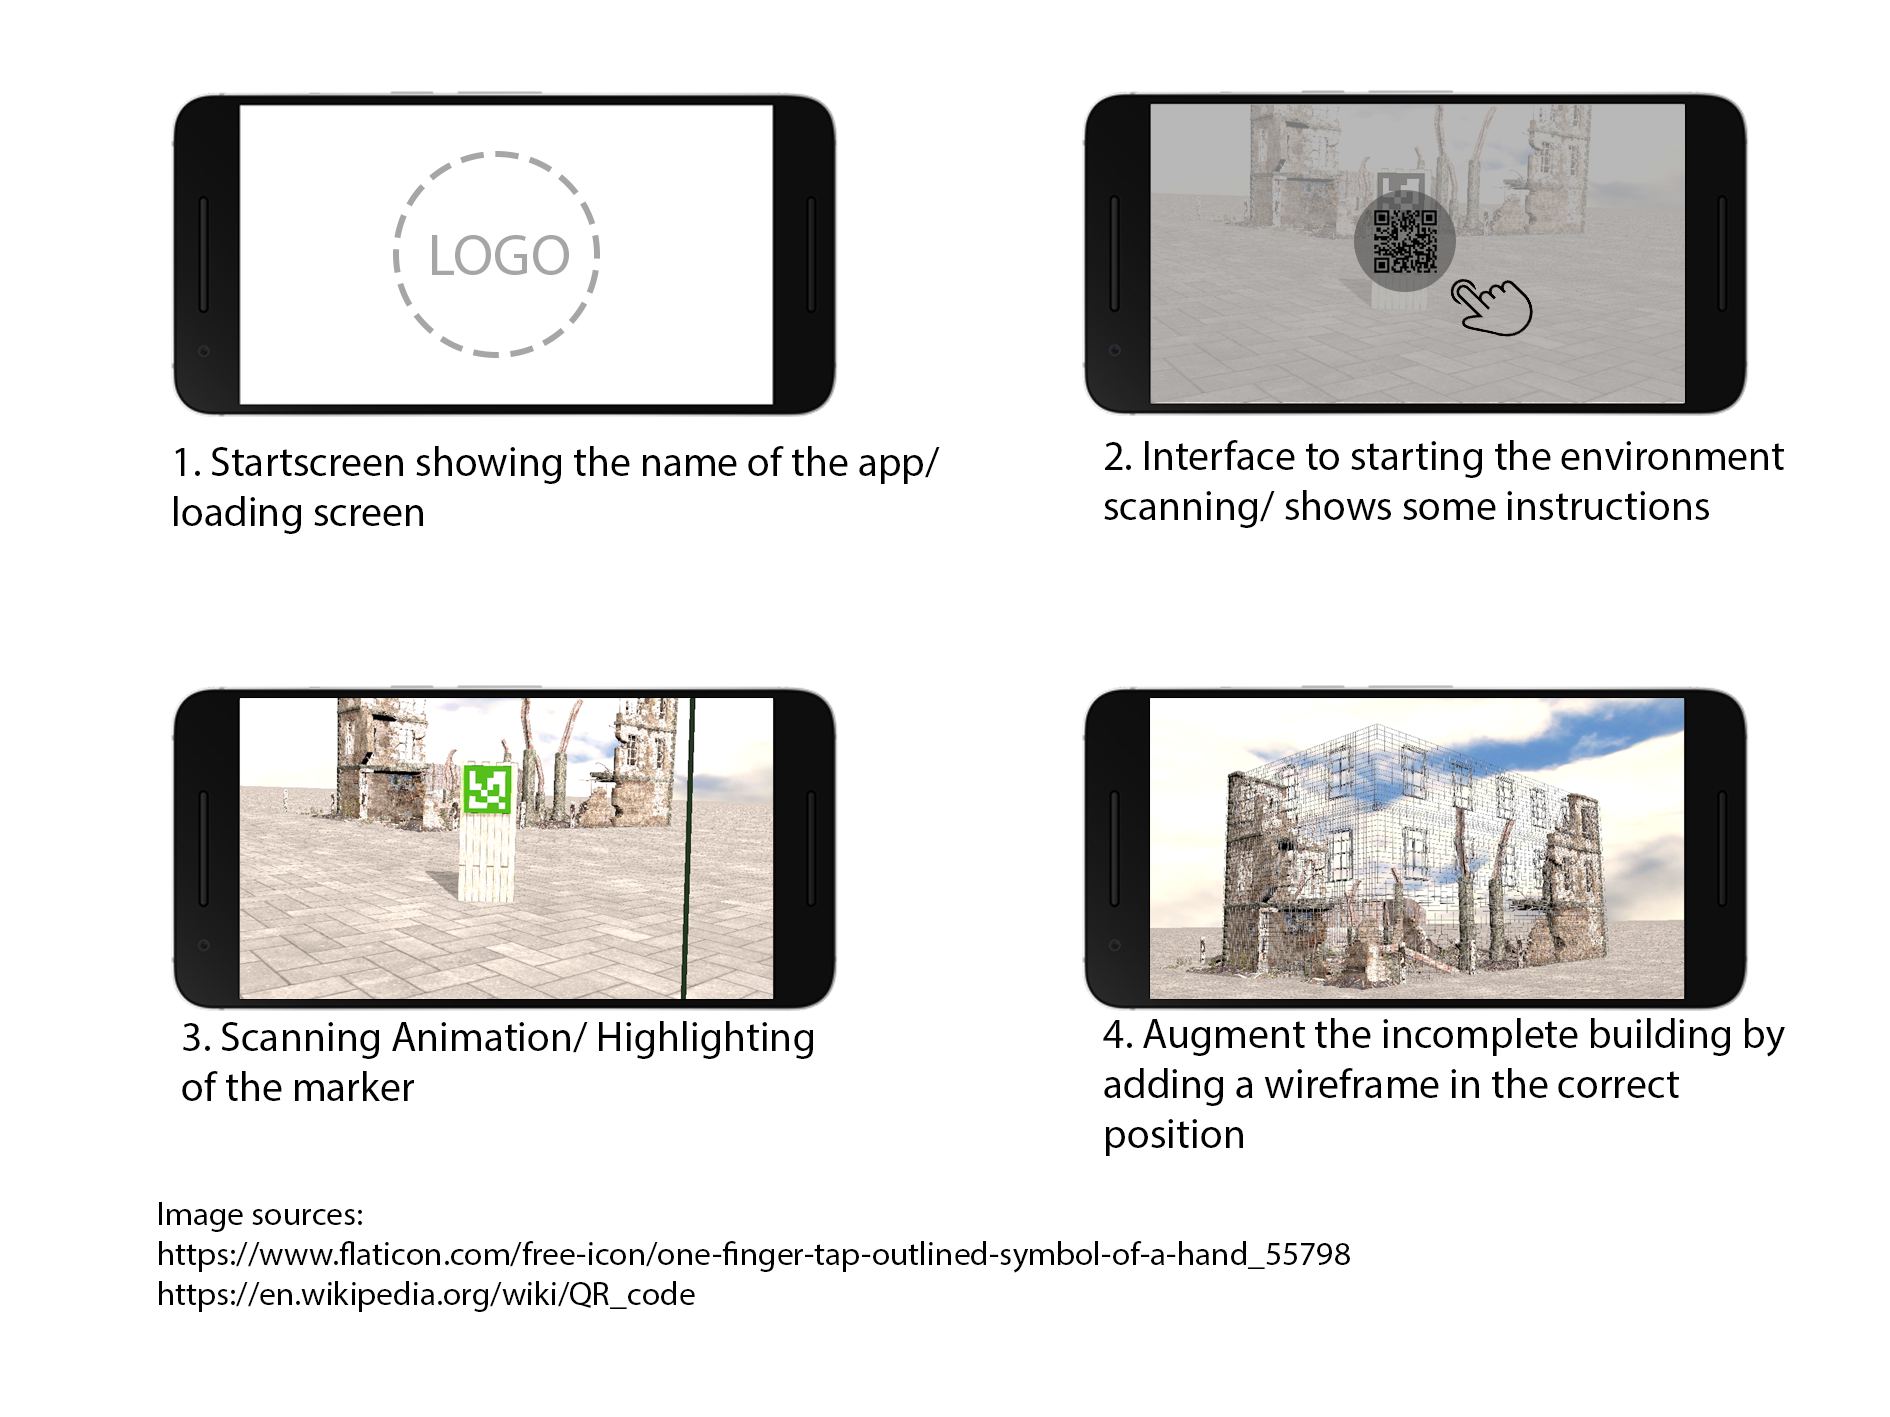 LOGO
1. Startscreen showing the name of the app/
loading screen
2. Interface to starting the environment
scanning/ shows some instructions
3. Scanning Animation/ Highlighting
of the marker
4. Augment the incomplete building by
adding a wireframe in the correct
position
Image sources:
https://www.flaticon.com/free-icon/one-finger-tap-outlined-symbol-of-a-hand_55798
https://en.wikipedia.org/wiki/QR_code